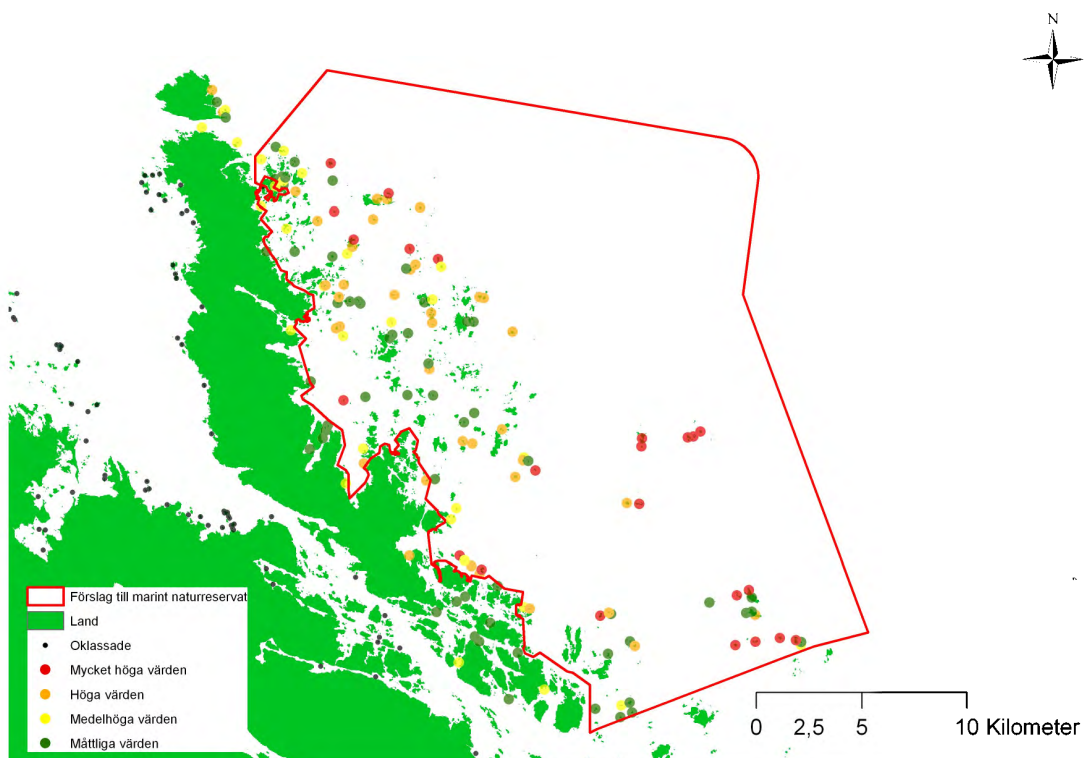 N
Förslag till marint naturreservat
Land
Oklassade
Mycket höga värden
Höga värden
Medelhöga värden
Måttliga värden
0 2,5 5 10 Kilometer